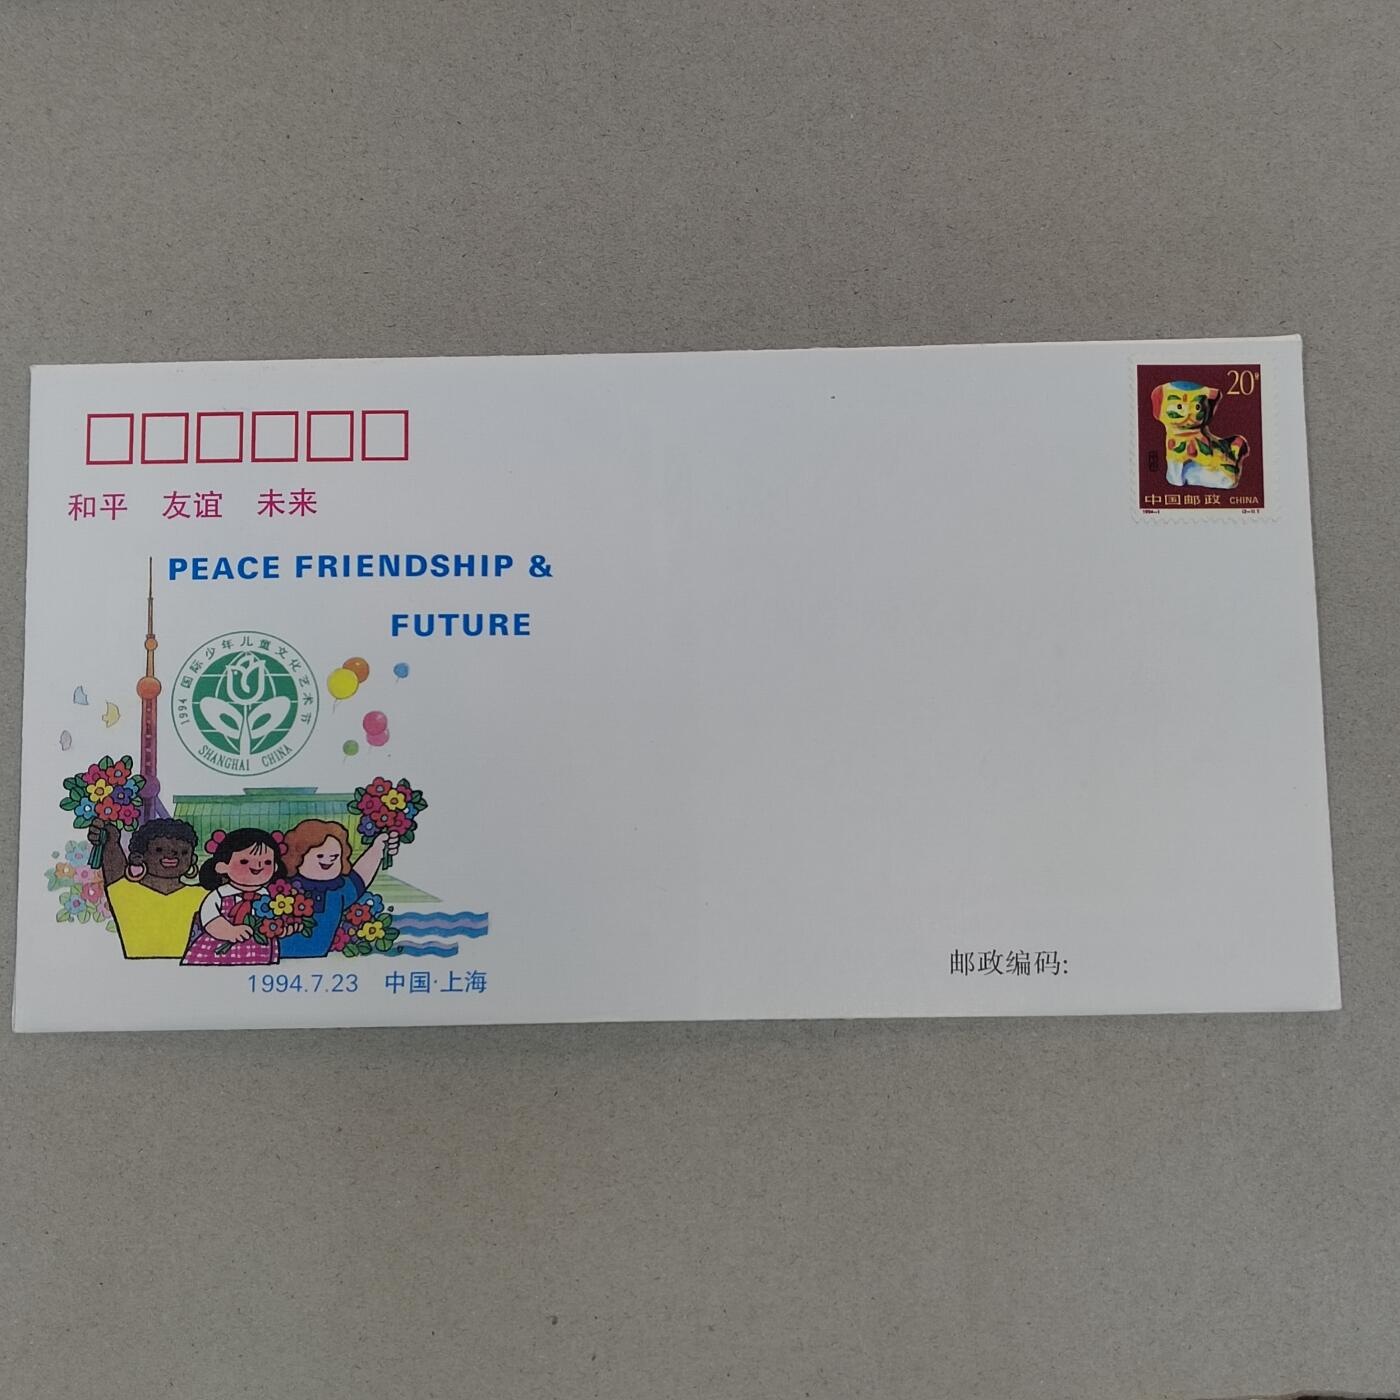 和平 友谊 未来
PEACE FRIENDSHIP &
FUTURE
1994 国际少年儿童文化艺术节
SHANGHAI CHINA
1994.7.23 中国·上海
20分
中国邮政 CHINA
1994-1
邮政编码: